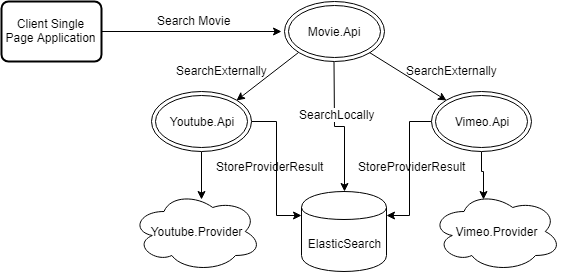 Client Single
Page Application
Search Movie
Movie.Api
SearchExternally
SearchExternally
Youtube.Api
SearchLocally
Vimeo.Api
StoreProviderResult
StoreProviderResult
Youtube.Provider
ElasticSearch
Vimeo.Provider